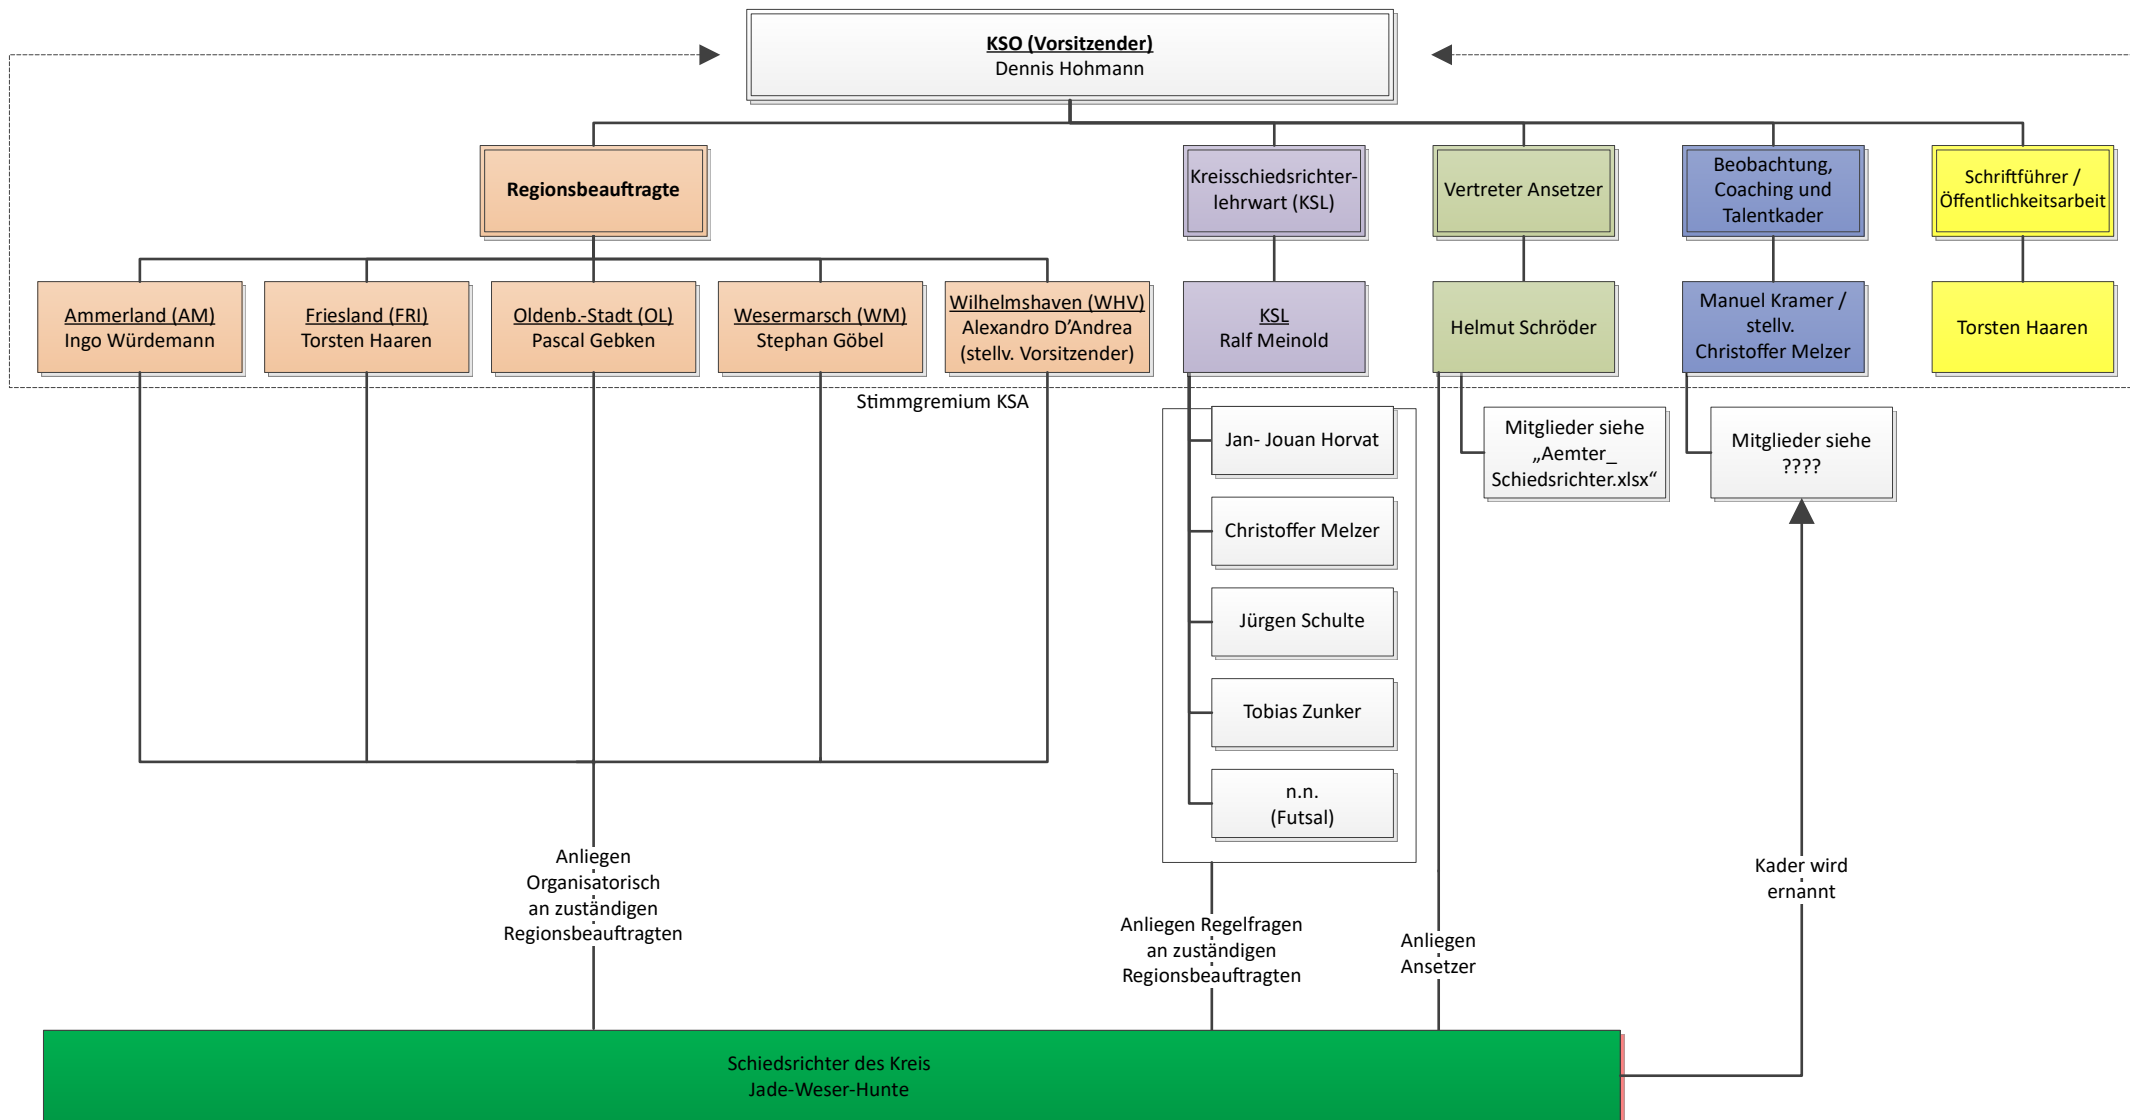 KSO (Vorsitzender)
Dennis Hohmann
Regionsbeauftragte
Kreisschiedsrichter-
lehrwart (KSL)
Vertreter Ansetzer
Beobachtung,
Coaching und
Talentkader
Schriftführer /
Öffentlichkeitsarbeit
Ammerland (AM)
Ingo Würdemann
Friesland (FRI)
Torsten Haaren
Oldenb.-Stadt (OL)
Pascal Gebken
Wesermarsch (WM)
Stephan Göbel
Wilhelmshaven (WHV)
Alexandro D’Andrea
(stellv. Vorsitzender)
KSL
Ralf Meinold
Helmut Schröder
Manuel Kramer /
stellv.
Christoffer Melzer
Torsten Haaren
Stimmgremium KSA
Jan- Jouan Horvat
Christoffer Melzer
Jürgen Schulte
Tobias Zunker
n.n.
(Futsal)
Mitglieder siehe
„Aemter_
Schiedsrichter.xlsx“
Mitglieder siehe
????
Anliegen
Organisatorisch
an zuständigen
Regionsbeauftragten
Anliegen Regelfragen
an zuständigen
Regionsbeauftragten
Anliegen
Ansetzer
Kader wird
ernannt
Schiedsrichter des Kreis
Jade-Weser-Hunte